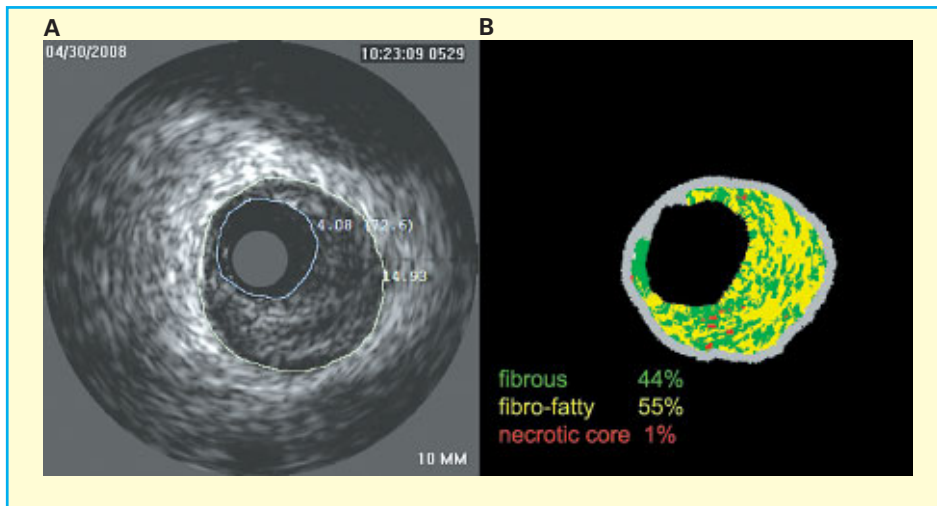 A
B
04/30/2008
10:23:09 0529
4.08 (72.6)
14.93
fibrous 44%
fibro-fatty 55%
necrotic core 1%
10 MM